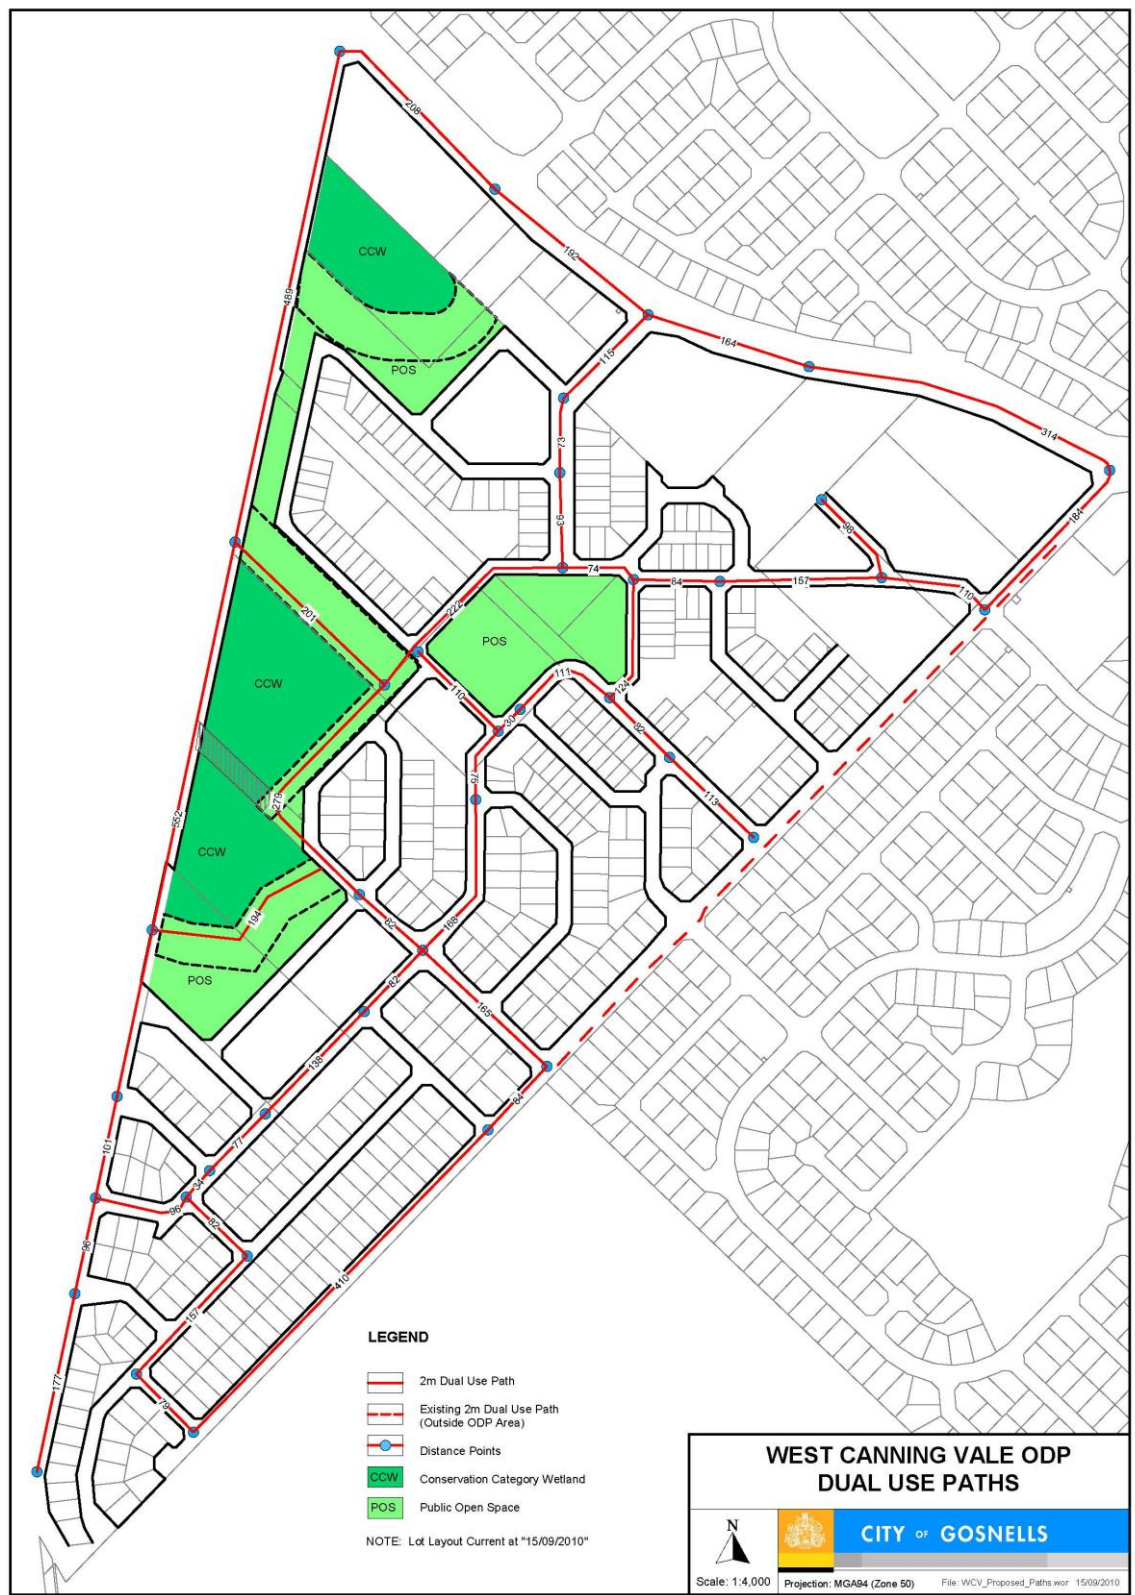 208
192
CCW
489
164
115
POS
314
73
184
98
93
74
84
157
110
222
201
POS
CCW
111
124
110
30
82
75
113
279
552
CCW
194
82
168
POS
82
165
138
84
101
77
34
96
82
96
410
157
177
79
LEGEND
2m Dual Use Path
Existing 2m Dual Use Path
(Outside ODP Area)
Distance Points
CCW Conservation Category Wetland
POS Public Open Space
NOTE: Lot Layout Current at "15/09/2010"
WEST CANNING VALE ODP
DUAL USE PATHS
N
CITY OF GOSNELLS
Scale: 1:4,000
Projection: MGA94 (Zone 50)
File: WCV_Proposed_Paths.wor 15/09/2010